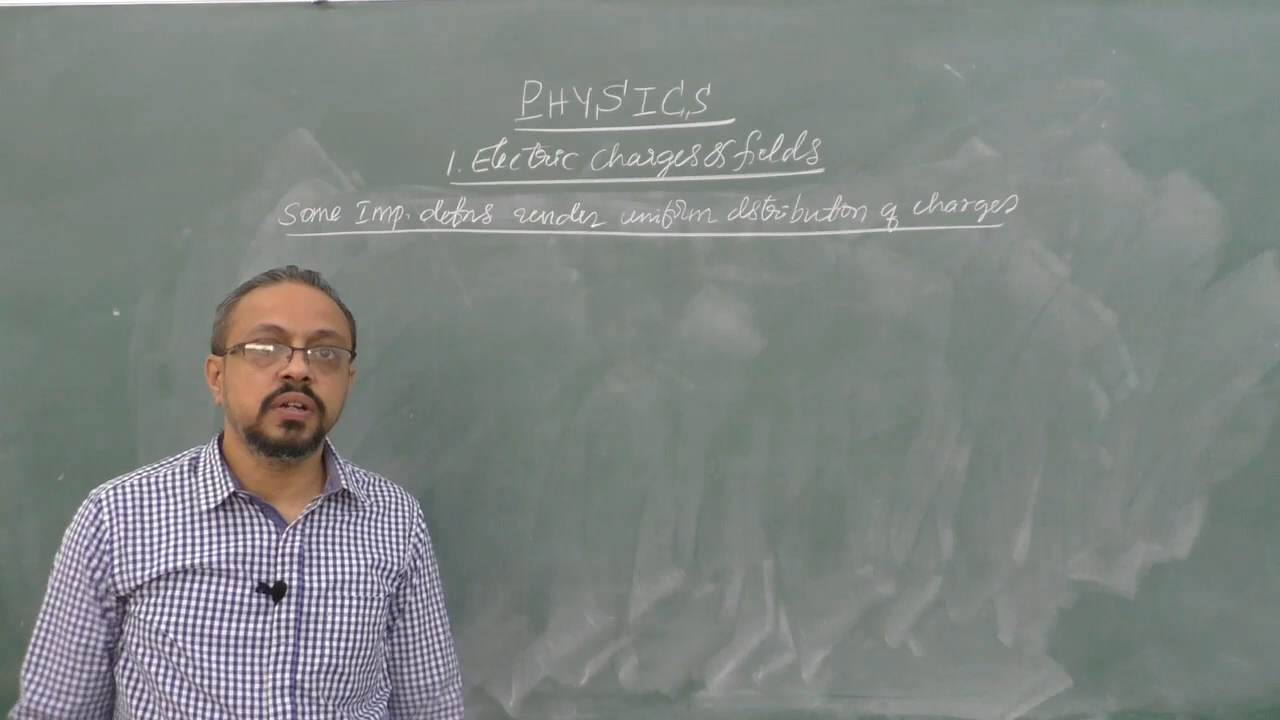 PHYSICS
1. Electric charges & fields
Some Imp. defns under uniform distribution of charges